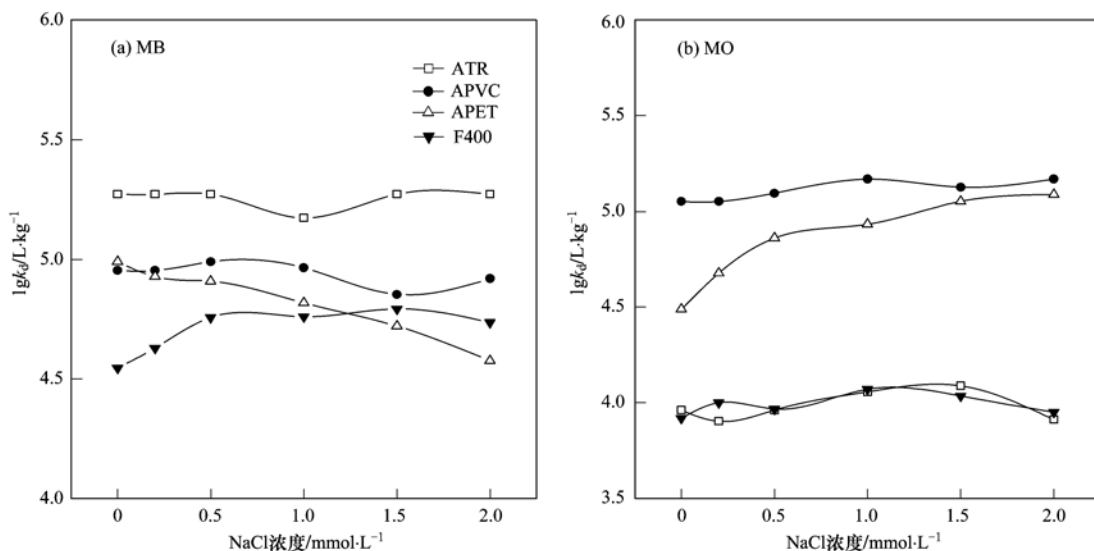 (a) MB
ATR
APVC
APET
F400
6.0
5.5
5.0
4.5
4.0
lgkd/L·kg⁻¹
0
0.5
1.0
1.5
2.0
NaCl浓度/mmol·L⁻¹
(b) MO
6.0
5.5
5.0
4.5
4.0
3.5
lgkd/L·kg⁻¹
0
0.5
1.0
1.5
2.0
NaCl浓度/mmol·L⁻¹